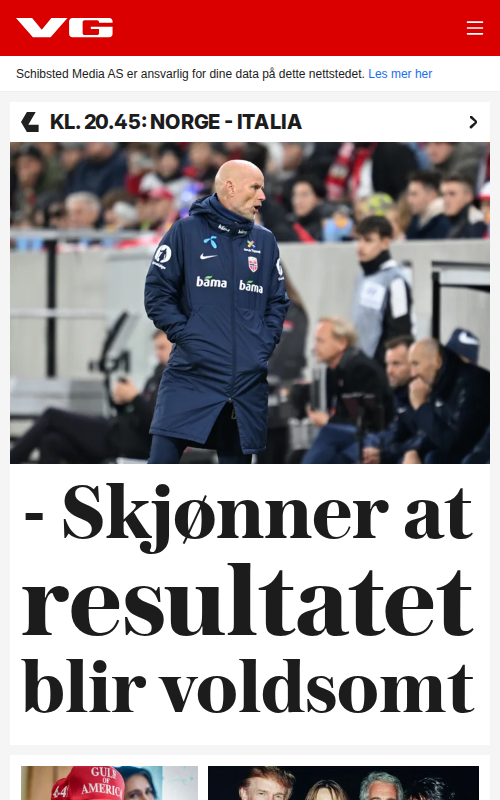 VG
Schibsted Media AS er ansvarlig for dine data på dette nettstedet. Les mer her
KL. 20.45: NORGE - ITALIA
bama
bama
- Skjønner at
resultatet
blir voldsomt
GULF
OF
AMERICA